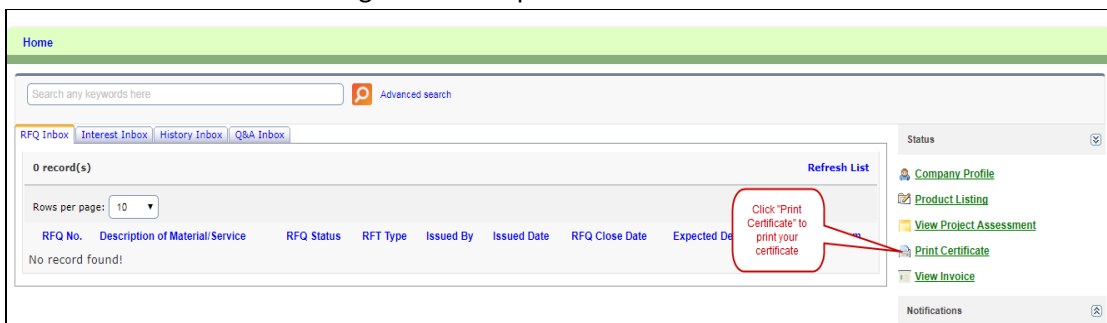 Home
Search any keywords here
Advanced search
RFQ Inbox Interest Inbox History Inbox Q&A Inbox
0 record(s) Refresh List
Rows per page: 10
RFQ No. Description of Material/Service RFQ Status RFT Type Issued By Issued Date RFQ Close Date Expected
No record found!
Click "Print
Certificate" to
print your
certificate
Status
Company Profile
Product Listing
View Project Assessment
Print Certificate
View Invoice
Notifications